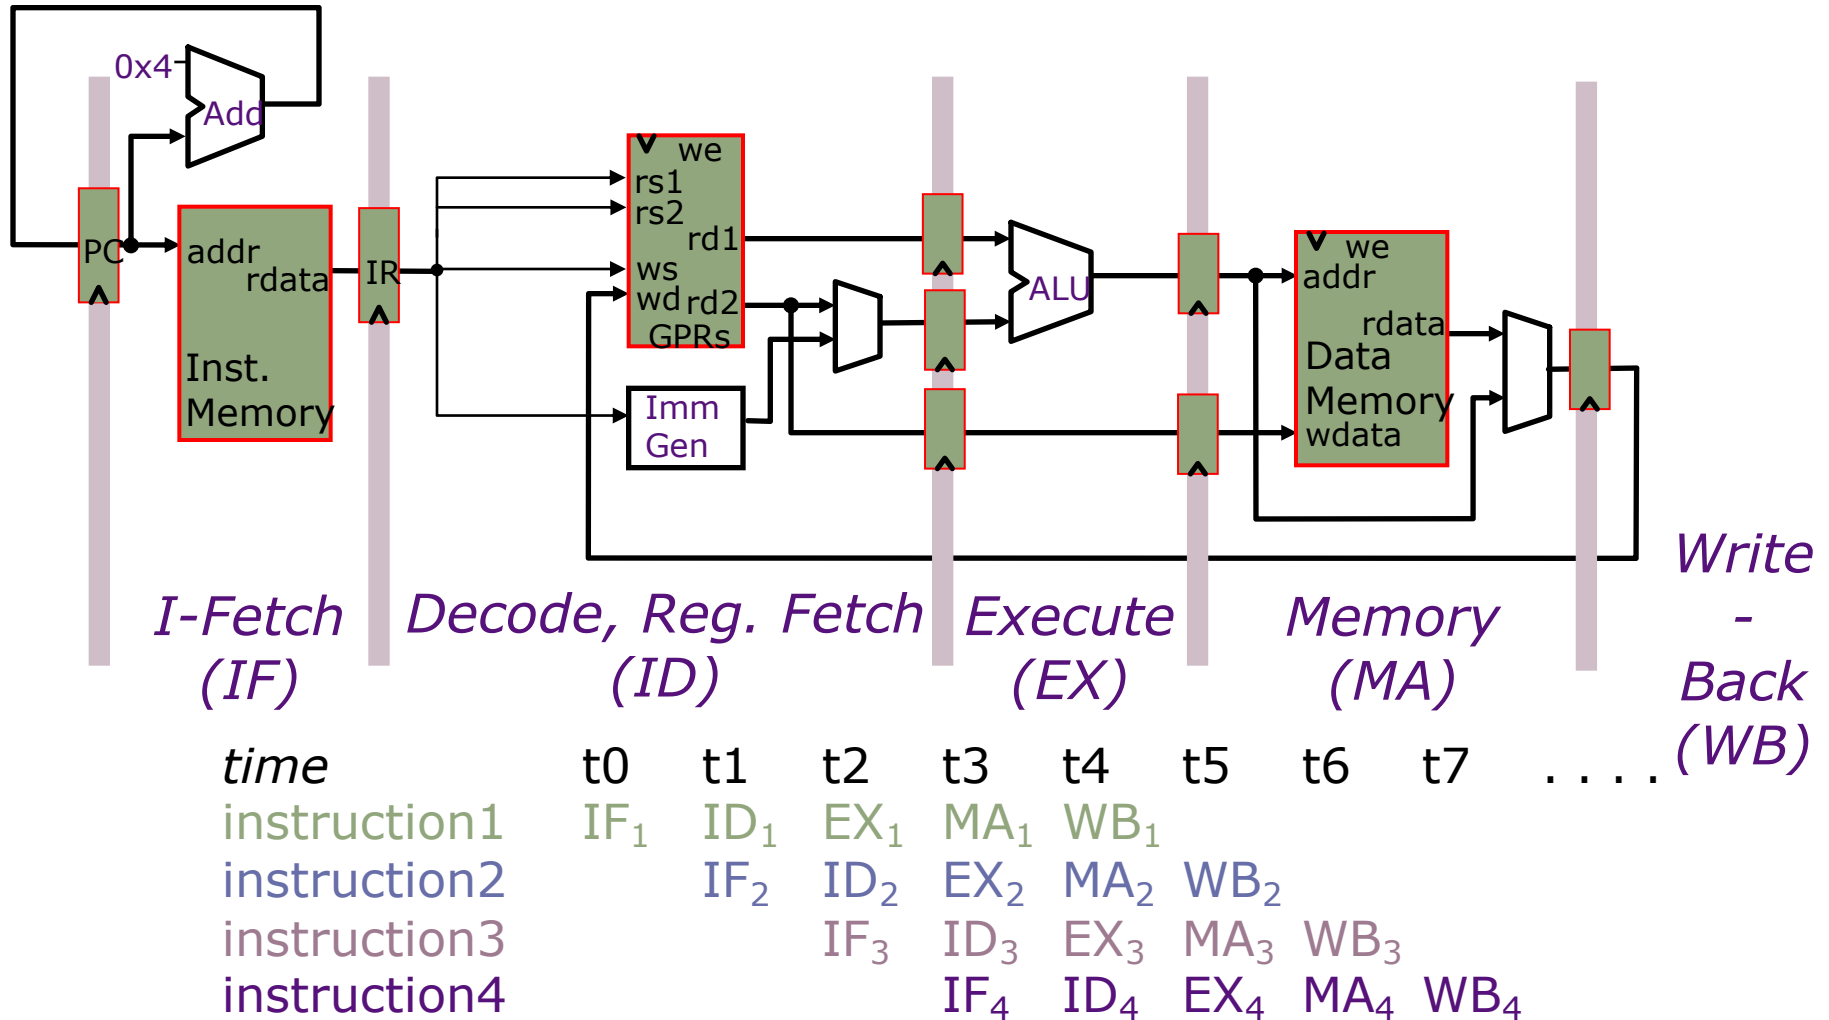 0x4
Add
PC
addr
rdata
Inst.
Memory
IR
we
rs1
rs2
rd1
ws
wd rd2
GPRs
Imm
Gen
ALU
we
addr
rdata
Data
Memory
wdata
I-Fetch
(IF)
Decode, Reg. Fetch
(ID)
Execute
(EX)
Memory
(MA)
Write
-
Back
(WB)
time t0 t1 t2 t3 t4 t5 t6 t7 . . . .
instruction1 IF₁ ID₁ EX₁ MA₁ WB₁
instruction2 IF₂ ID₂ EX₂ MA₂ WB₂
instruction3 IF₃ ID₃ EX₃ MA₃ WB₃
instruction4 IF₄ ID₄ EX₄ MA₄ WB₄